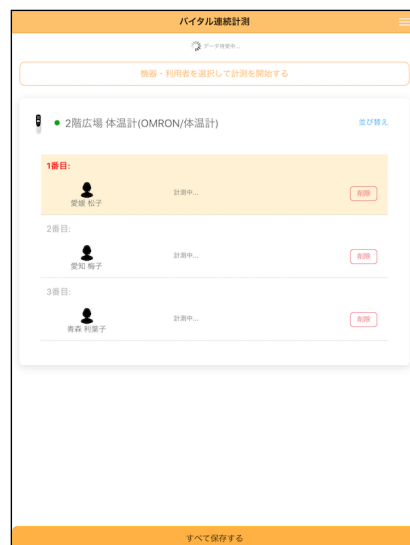 バイタル連続計測
データ待受中...
機器・利用者を選択して計測を開始する
2階広場 体温計(OMRON/体温計)
並び替え
1番目:
愛媛 松子
計測中...
削除
2番目:
愛知 梅子
計測中...
削除
3番目:
青森 利葉子
計測中...
削除
すべて保存する